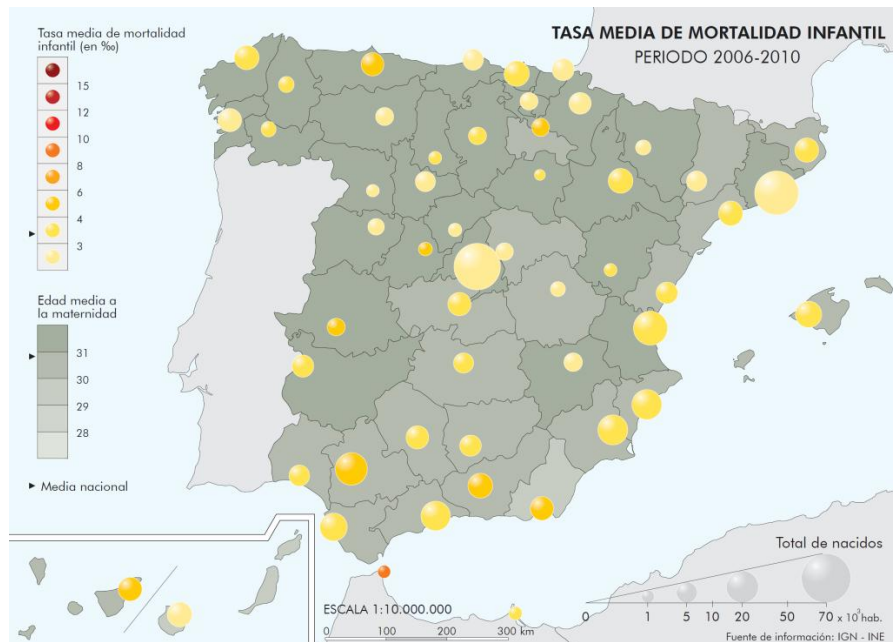 TASA MEDIA DE MORTALIDAD INFANTIL
PERIODO 2006-2010
Tasa media de mortalidad
infantil (en ‰)
15
12
10
8
6
4
3
Edad media a
la maternidad
31
30
29
28
Media nacional
ESCALA 1:10.000.000
0 100 200 300 km
Total de nacidos
0 1 5 10 20 50 70 x 10³ hab.
Fuente de información: IGN - INE